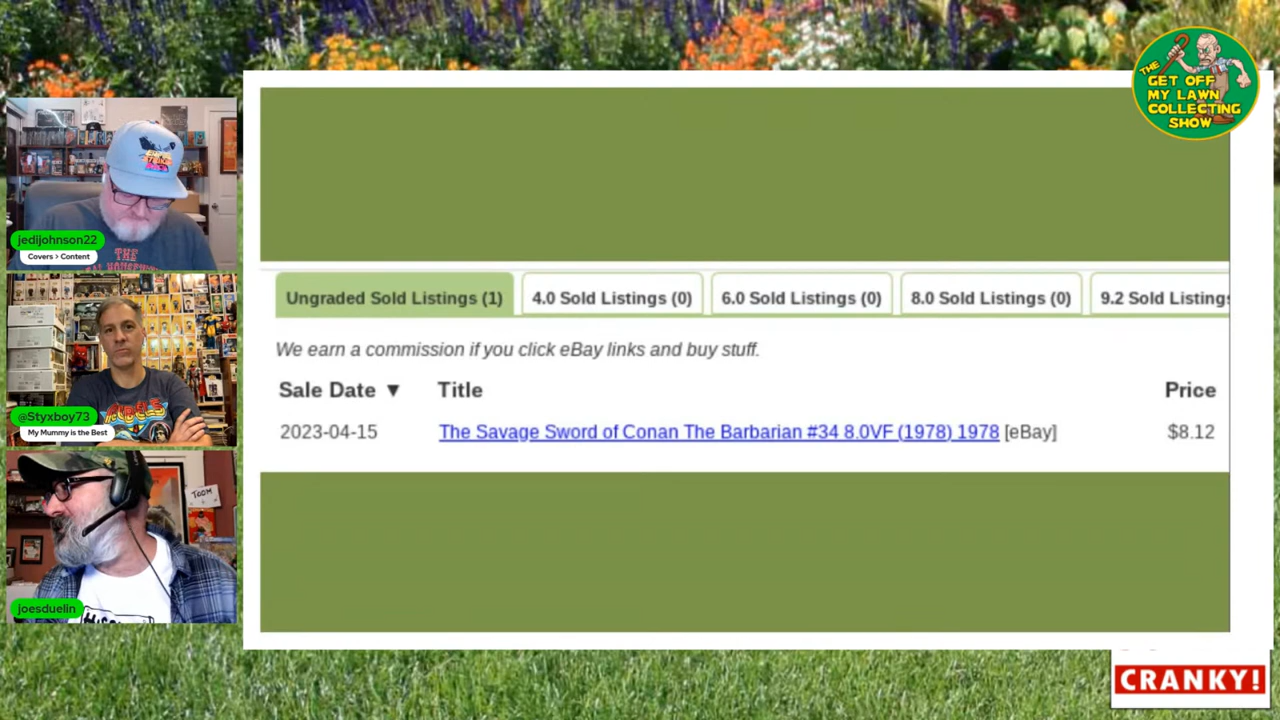 THE
GET OFF
MY LAWN
COLLECTING
SHOW
jedijohnson22
Covers > Content
THE
@Styxboy73
My Mummy is the Best
TOOM
joesduelin
Ungraded Sold Listings (1)
4.0 Sold Listings (0)
6.0 Sold Listings (0)
8.0 Sold Listings (0)
9.2 Sold Listings
We earn a commission if you click eBay links and buy stuff.
Sale Date ▼ Title Price
2023-04-15 The Savage Sword of Conan The Barbarian #34 8.0VF (1978) 1978 [eBay] $8.12
CRANKY!